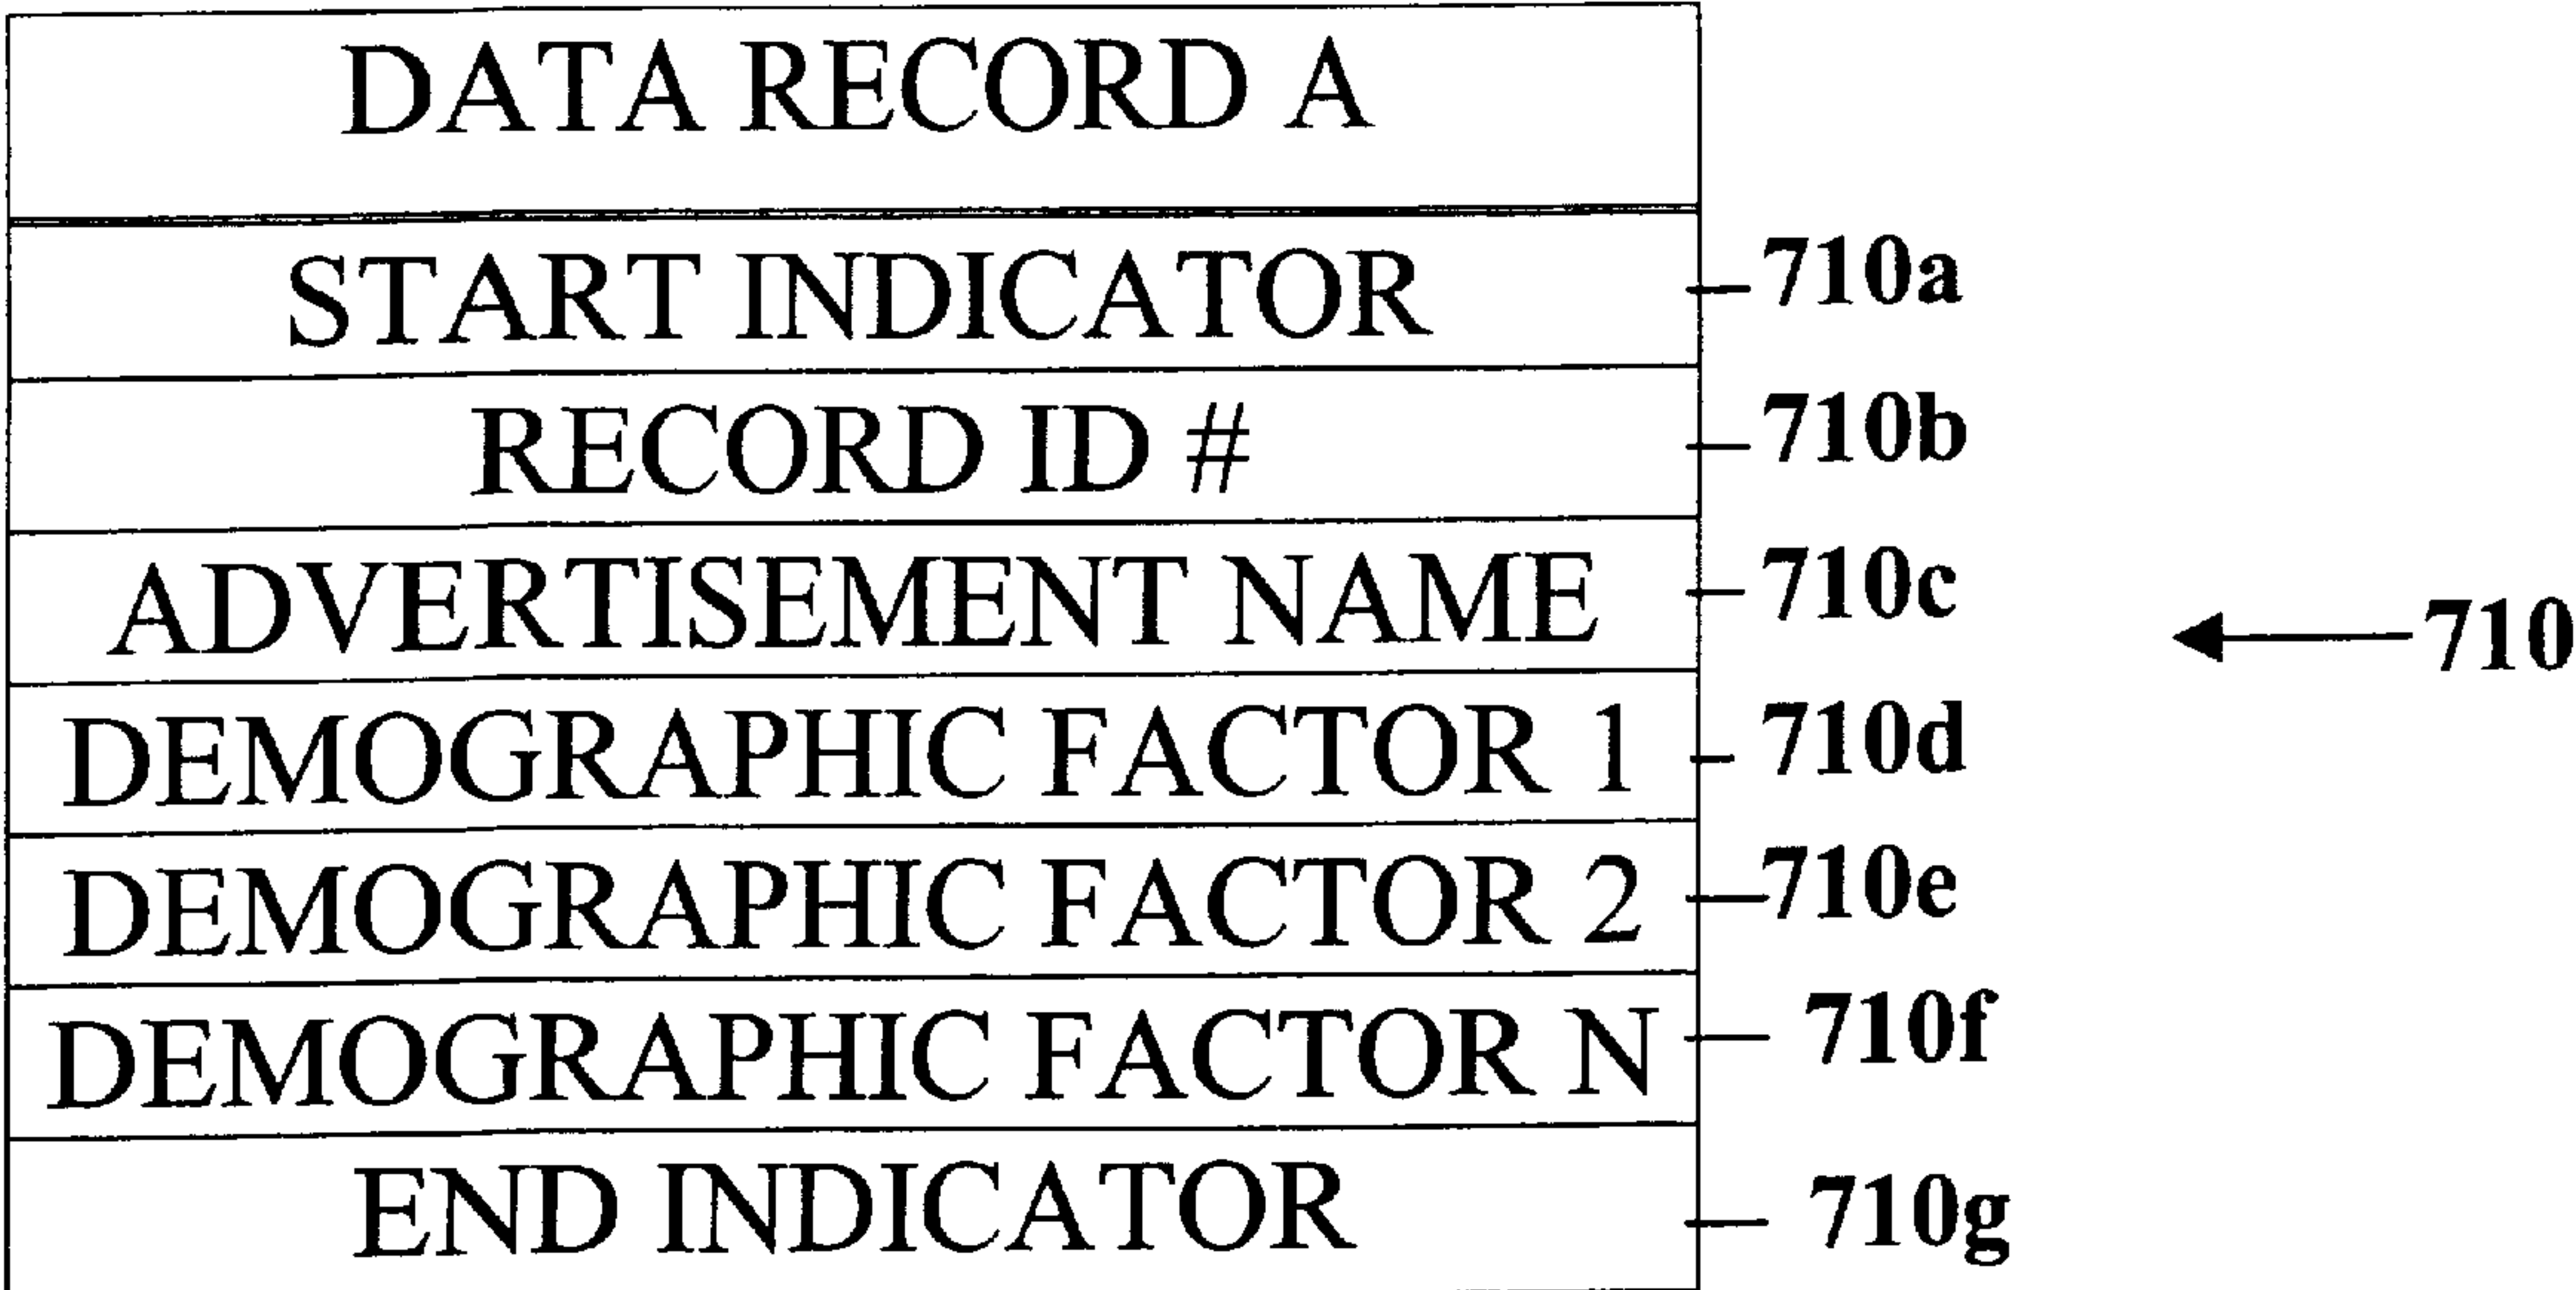 DATA RECORD A
START INDICATOR 710a
RECORD ID # 710b
ADVERTISEMENT NAME 710c
710
DEMOGRAPHIC FACTOR 1 710d
DEMOGRAPHIC FACTOR 2 710e
DEMOGRAPHIC FACTOR N 710f
END INDICATOR 710g